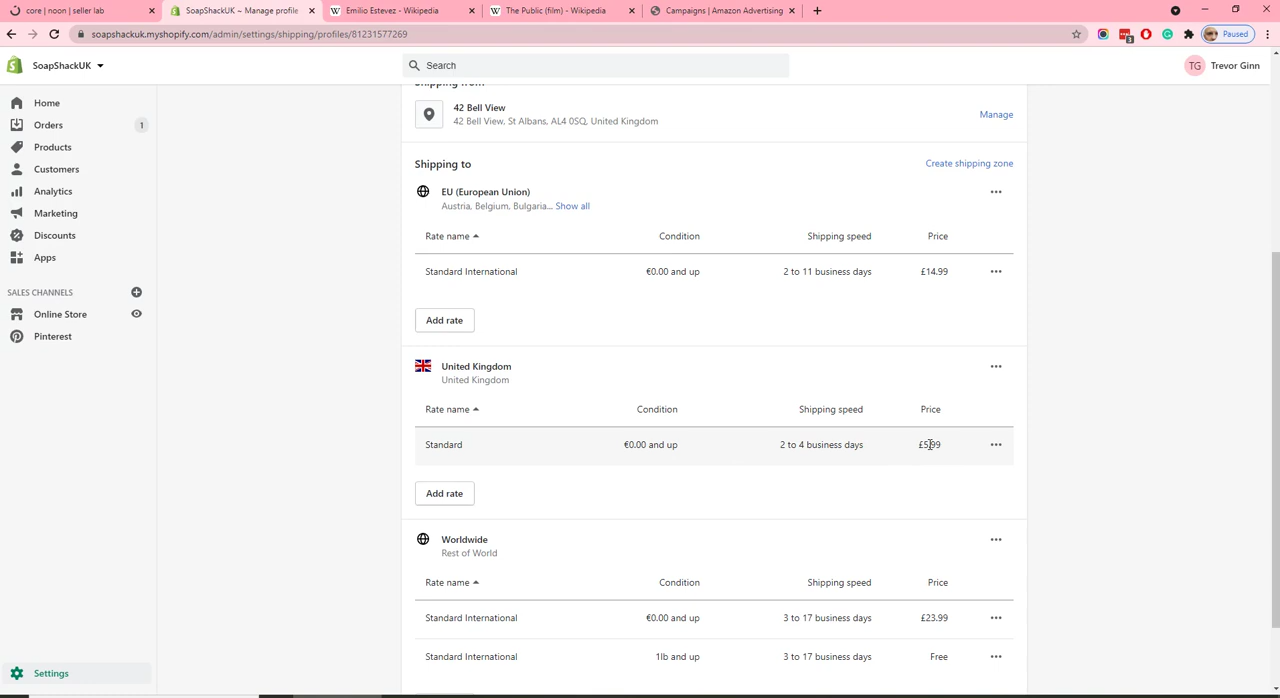 core | noon | seller lab
SoapShackUK ~ Manage profile
Emilio Estevez - Wikipedia
The Public (film) - Wikipedia
Campaigns | Amazon Advertising
soapshackuk.myshopify.com/admin/settings/shipping/profiles/81231577269
3
Paused
SoapShackUK
Search
TG Trevor Ginn
Home
Orders 1
Products
Customers
Analytics
Marketing
Discounts
Apps
SALES CHANNELS
Online Store
Pinterest
Settings
Shipping from
42 Bell View
42 Bell View, St Albans, AL4 0SQ, United Kingdom
Manage
Shipping to
Create shipping zone
EU (European Union)
Austria, Belgium, Bulgaria... Show all
Rate name Condition Shipping speed Price
Standard International €0.00 and up 2 to 11 business days £14.99
Add rate
United Kingdom
United Kingdom
Rate name Condition Shipping speed Price
Standard €0.00 and up 2 to 4 business days £5.99
Add rate
Worldwide
Rest of World
Rate name Condition Shipping speed Price
Standard International €0.00 and up 3 to 17 business days £23.99
Standard International 1lb and up 3 to 17 business days Free